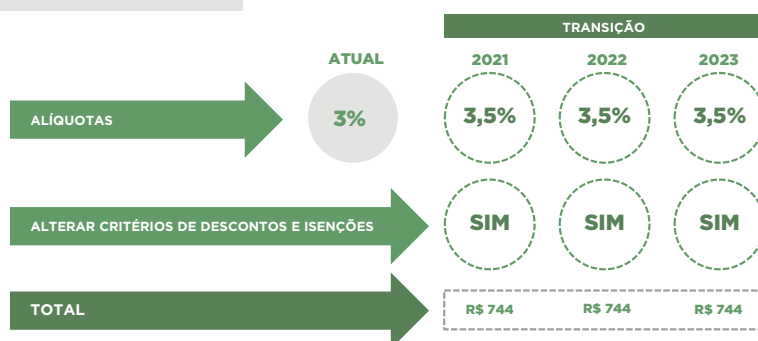 TRANSIÇÃO
ATUAL 2021 2022 2023
ALÍQUOTAS 3% 3,5% 3,5% 3,5%
ALTERAR CRITÉRIOS DE DESCONTOS E ISENÇÕES SIM SIM SIM
TOTAL R$ 744 R$ 744 R$ 744